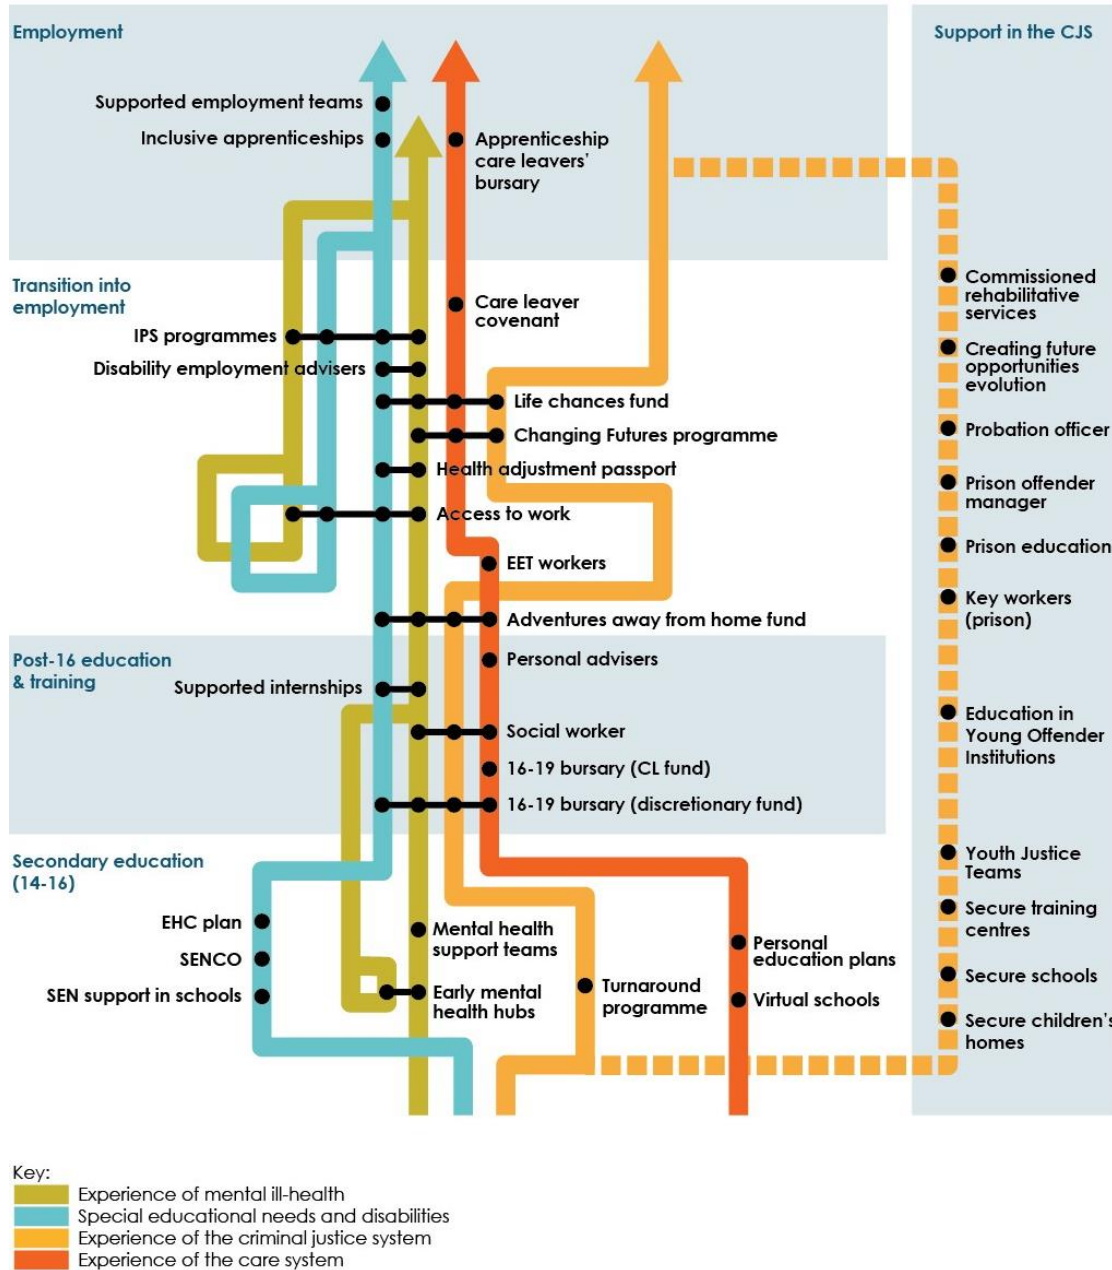 Employment
Supported employment teams
Inclusive apprenticeships
Apprenticeship
care leavers’
bursary
Transition into
employment
Care leaver
covenant
IPS programmes
Disability employment advisers
Life chances fund
Changing Futures programme
Health adjustment passport
Access to work
EET workers
Adventures away from home fund
Post-16 education
& training
Personal advisers
Supported internships
Social worker
16-19 bursary (CL fund)
16-19 bursary (discretionary fund)
Secondary education
(14-16)
EHC plan
SENCO
SEN support in schools
Mental health
support teams
Early mental
health hubs
Turnaround
programme
Personal
education plans
Virtual schools
Support in the CJS
Commissioned
rehabilitative
services
Creating future
opportunities
evolution
Probation officer
Prison offender
manager
Prison education
Key workers
(prison)
Education in
Young Offender
Institutions
Youth Justice
Teams
Secure training
centres
Secure schools
Secure children’s
homes
Key:
Experience of mental ill-health
Special educational needs and disabilities
Experience of the criminal justice system
Experience of the care system